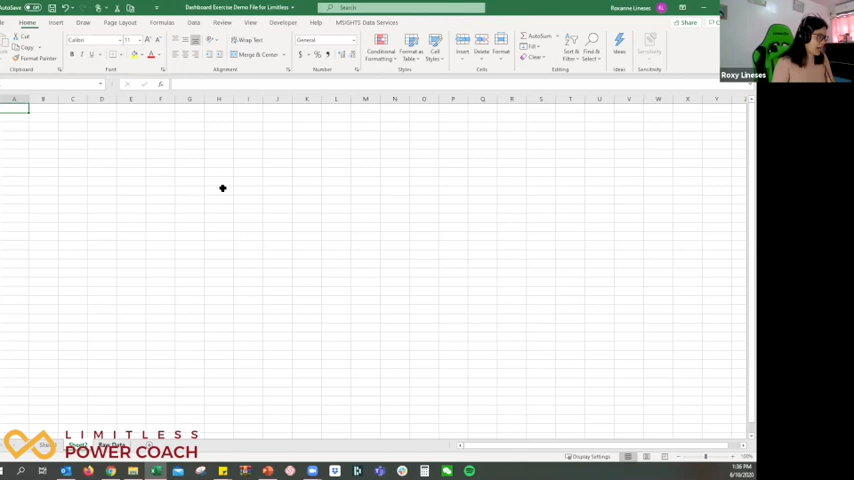 AutoSave Off Dashboard Exercise Demo File for Limitless Search Roxanne Lineses RL
Home Insert Draw Page Layout Formulas Data Review View Developer Help MSIGHTS Data Services Share
Cut
Copy
Format Painter
Clipboard
Calibri 11 A A
B I U A
Font
Wrap Text
Merge & Center
Alignment
General
$ %
Number
Conditional Formatting
Format as Table
Cell Styles
Styles
Insert Delete Format
Cells
AutoSum
Fill
Clear
Sort & Filter
Find & Select
Editing
Ideas
Ideas
Sensitivity
Sensitivity
Roxy Lineses
A B C D E F G H I J K L M N O P Q R S T U V W X Y
Sheet2 Raw Data
LIMITLESS
POWER COACH
Display Settings 100%
1:36 PM
6/10/2020